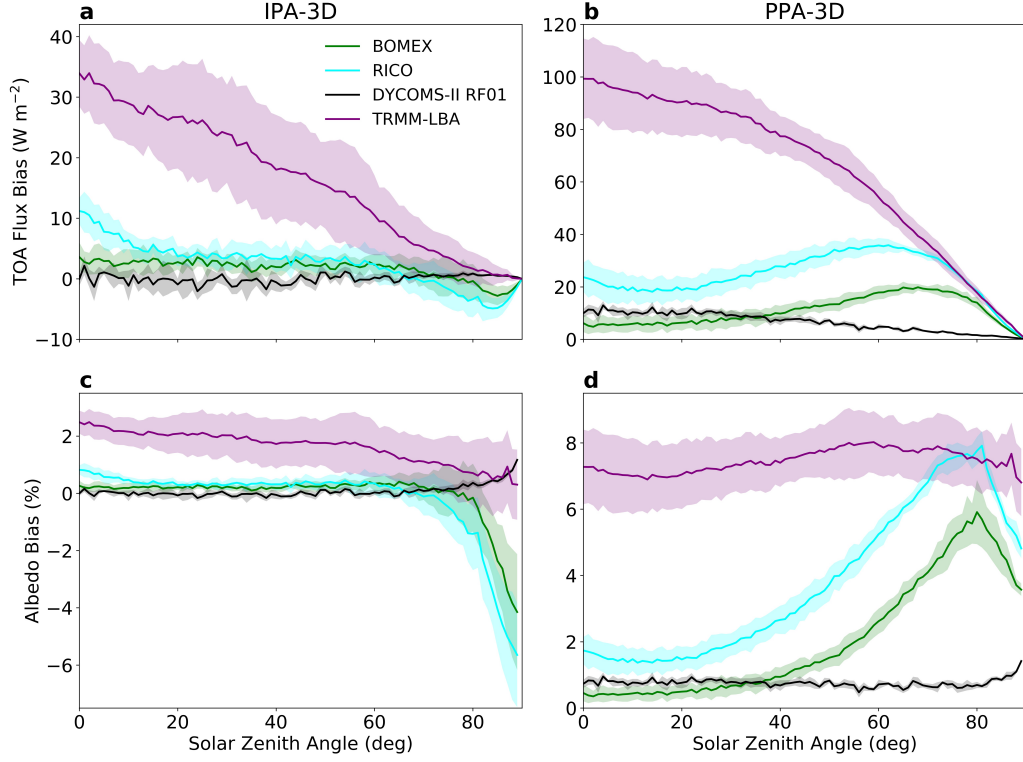 a IPA-3D
b PPA-3D
TOA Flux Bias (W m⁻²)
40
30
20
10
0
−10
BOMEX
RICO
DYCOMS-II RF01
TRMM-LBA
120
100
80
60
40
20
0
c
d
Albedo Bias (%)
2
0
−2
−4
−6
0 20 40 60 80
Solar Zenith Angle (deg)
8
6
4
2
0
0 20 40 60 80
Solar Zenith Angle (deg)